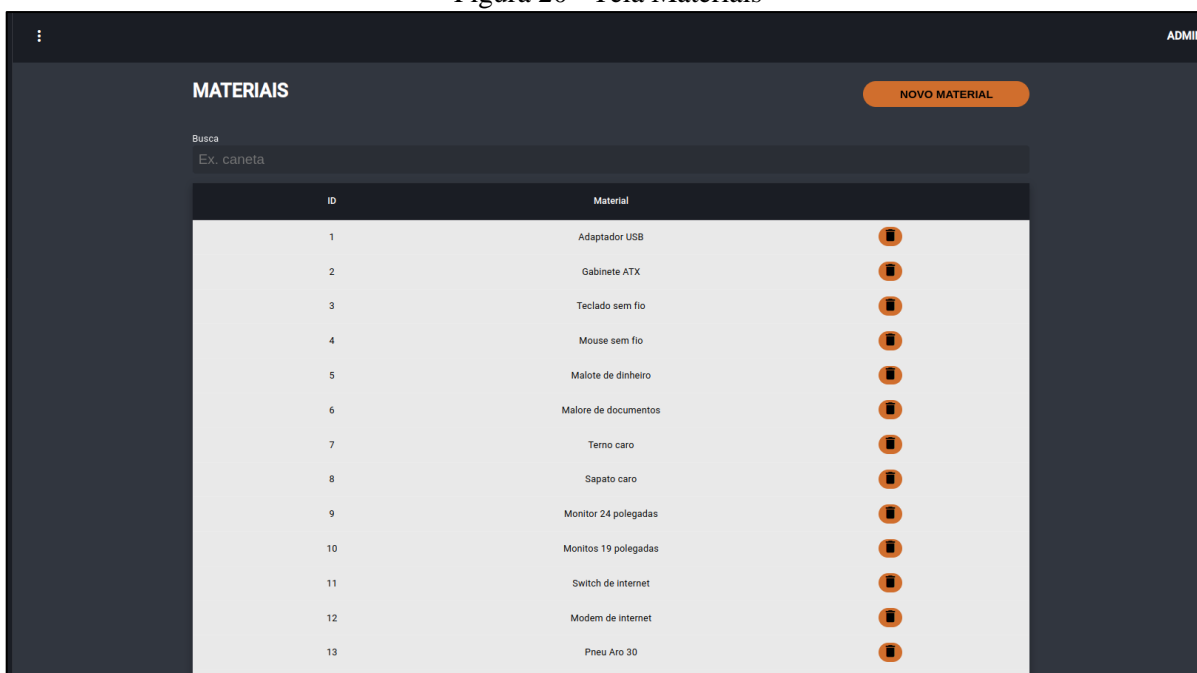 Figura 20 - Tela Materiais
ADMI
MATERIAIS
NOVO MATERIAL
Busca
Ex. caneta
ID Material
1 Adaptador USB
2 Gabinete ATX
3 Teclado sem fio
4 Mouse sem fio
5 Malote de dinheiro
6 Malore de documentos
7 Terno caro
8 Sapato caro
9 Monitor 24 polegadas
10 Monitos 19 polegadas
11 Switch de internet
12 Modem de internet
13 Pneu Aro 30